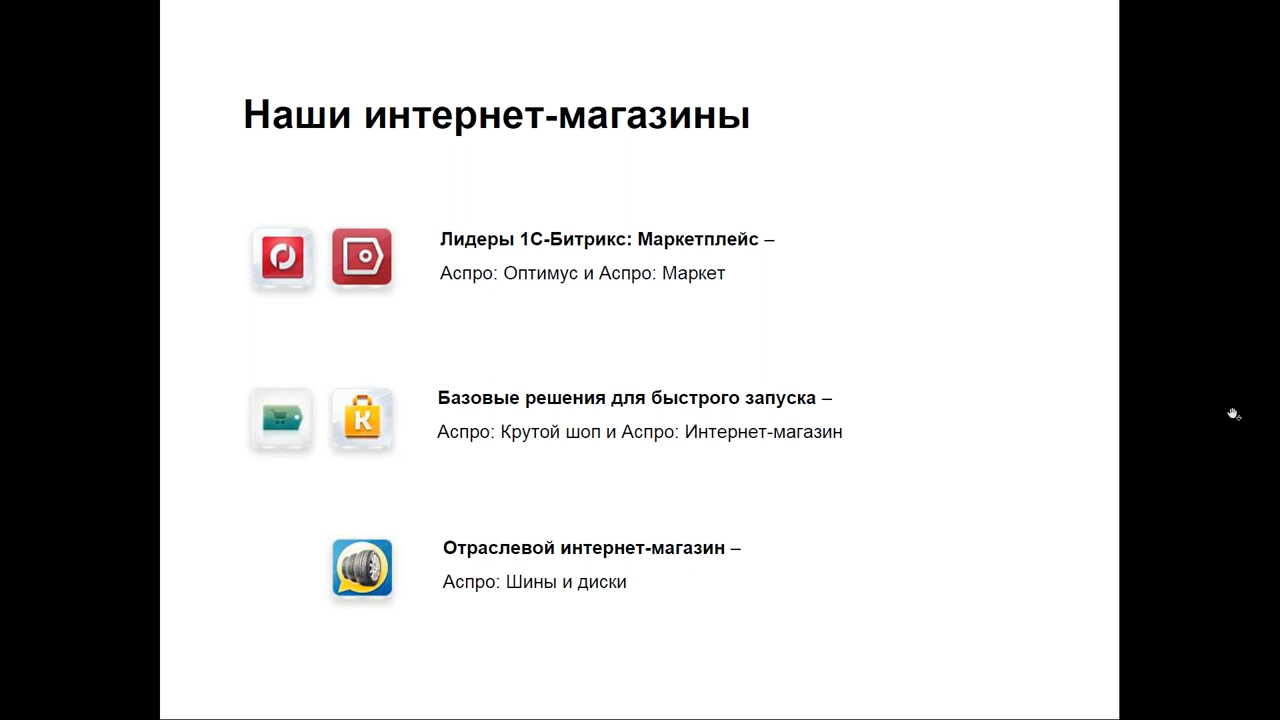 Наши интернет-магазины
Лидеры 1С-Битрикс: Маркетплейс –
Аспро: Оптимус и Аспро: Маркет
К
Базовые решения для быстрого запуска –
Аспро: Крутой шоп и Аспро: Интернет-магазин
Отраслевой интернет-магазин –
Аспро: Шины и диски